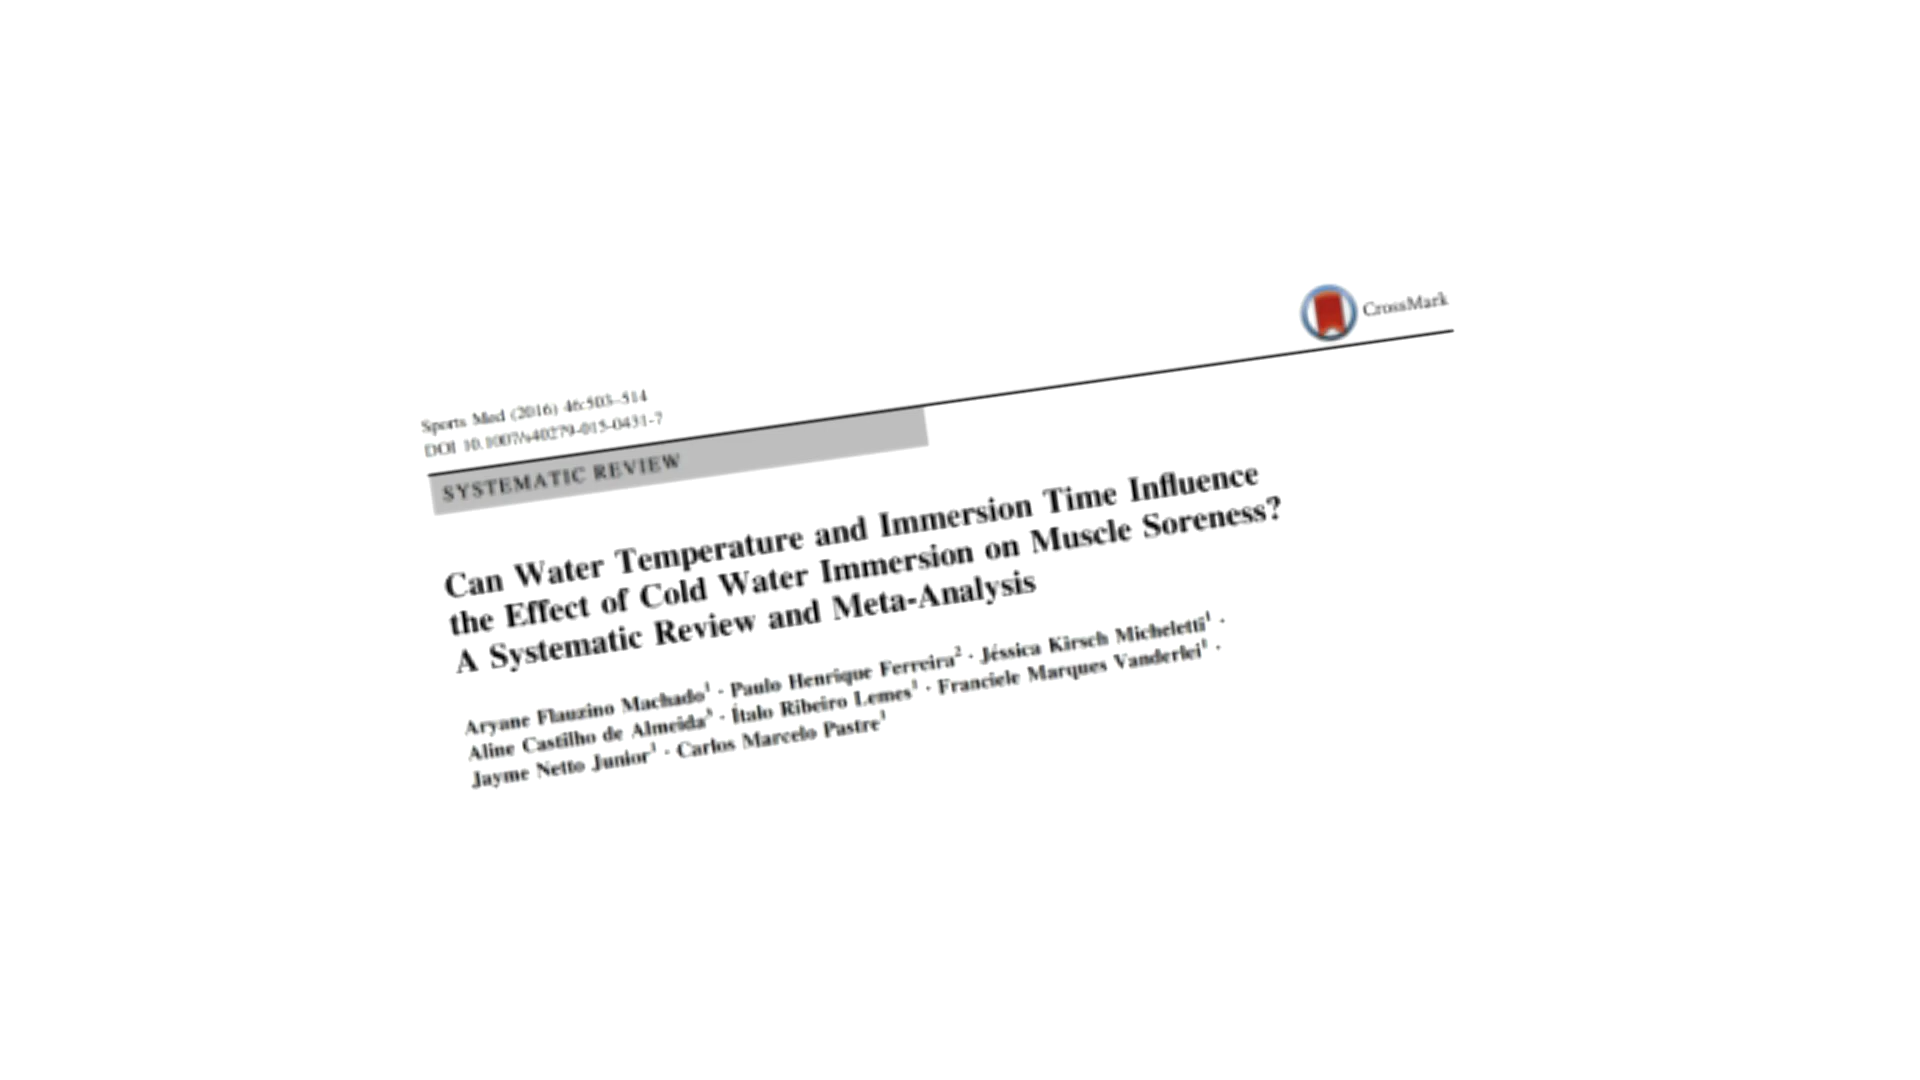 CrossMark
Sports Med (2016) 46:503–514
DOI 10.1007/s40279-015-0431-7
SYSTEMATIC REVIEW
Can Water Temperature and Immersion Time Influence
the Effect of Cold Water Immersion on Muscle Soreness?
A Systematic Review and Meta-Analysis
Aryane Flauzino Machado¹ · Paulo Henrique Ferreira² · Jéssica Kirsch Micheletti¹ ·
Aline Castilho de Almeida³ · Ítalo Ribeiro Lemes¹ · Franciele Marques Vanderlei¹ ·
Jayme Netto Junior¹ · Carlos Marcelo Pastre¹